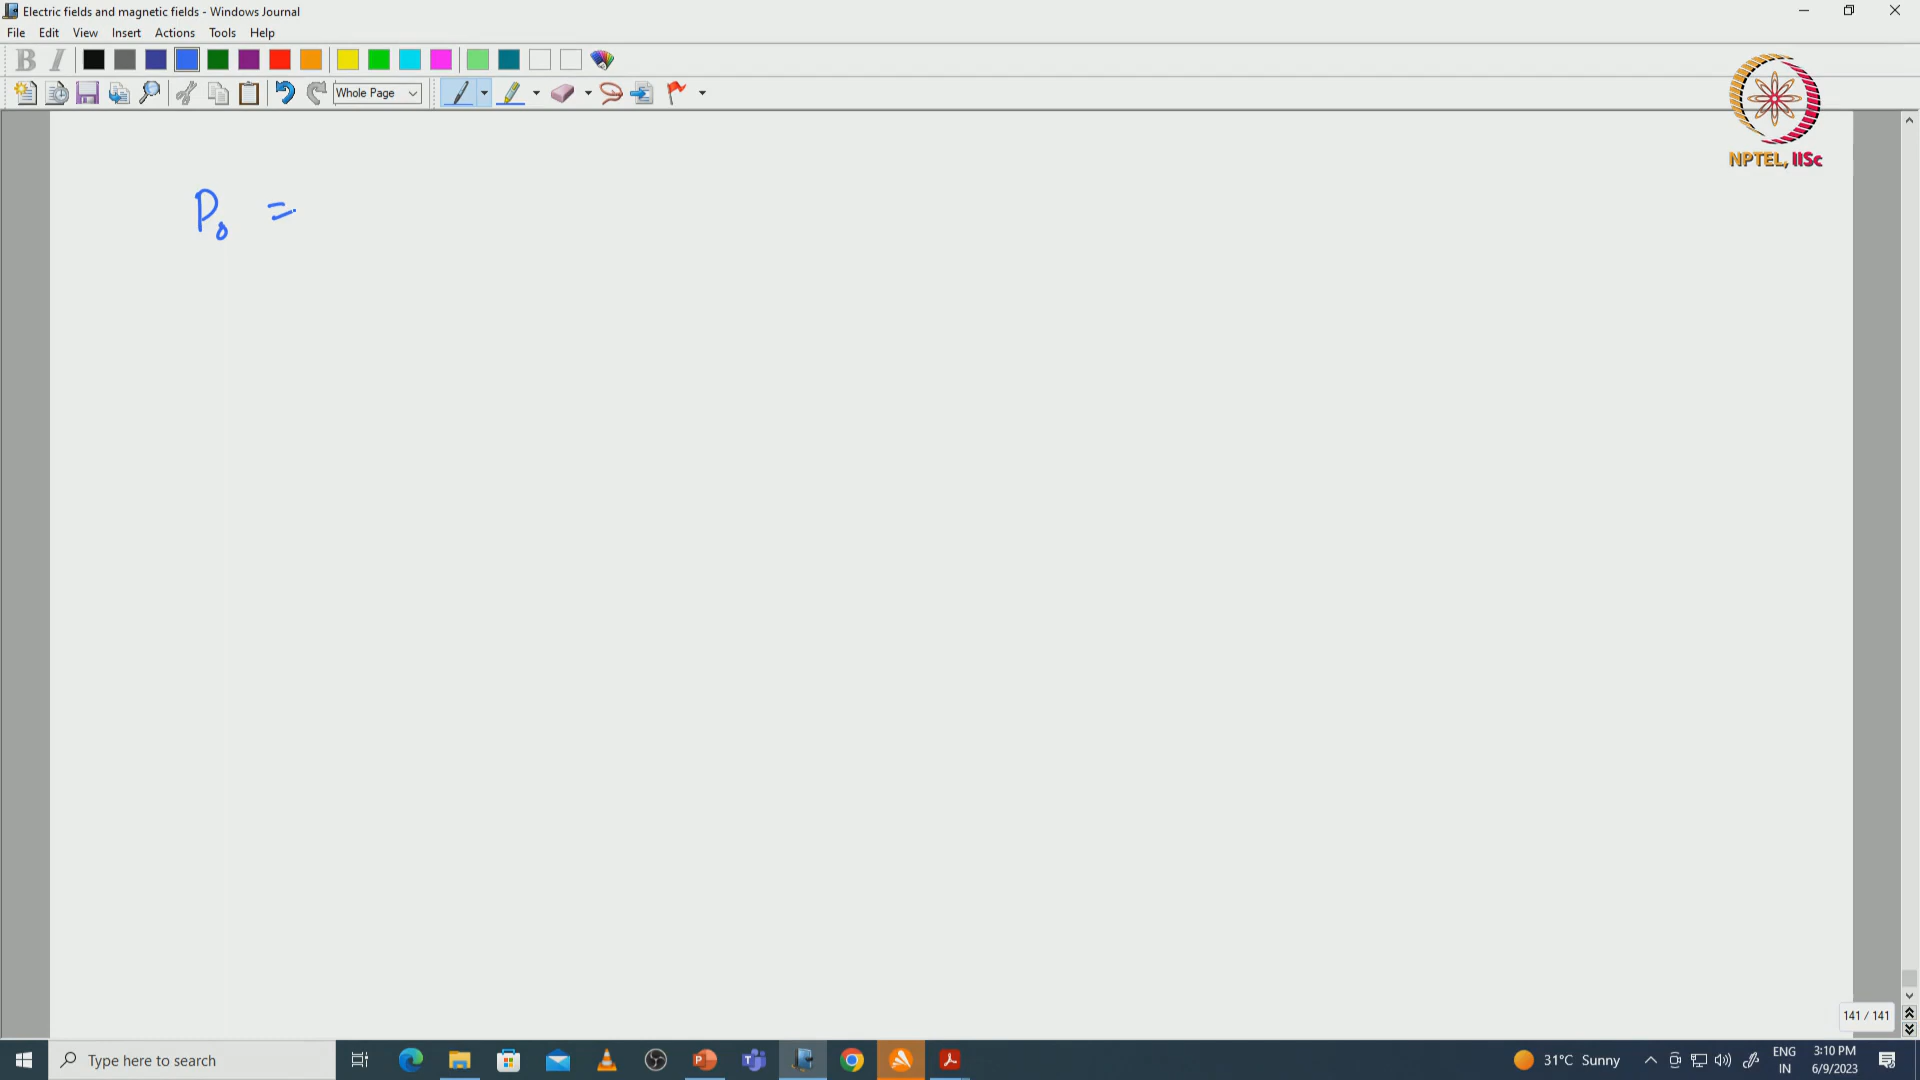 Electric fields and magnetic fields - Windows Journal
File Edit View Insert Actions Tools Help
B I
Whole Page
NPTEL, IISc
P₀ =
141 / 141
Type here to search
31°C Sunny
ENG
IN
3:10 PM
6/9/2023